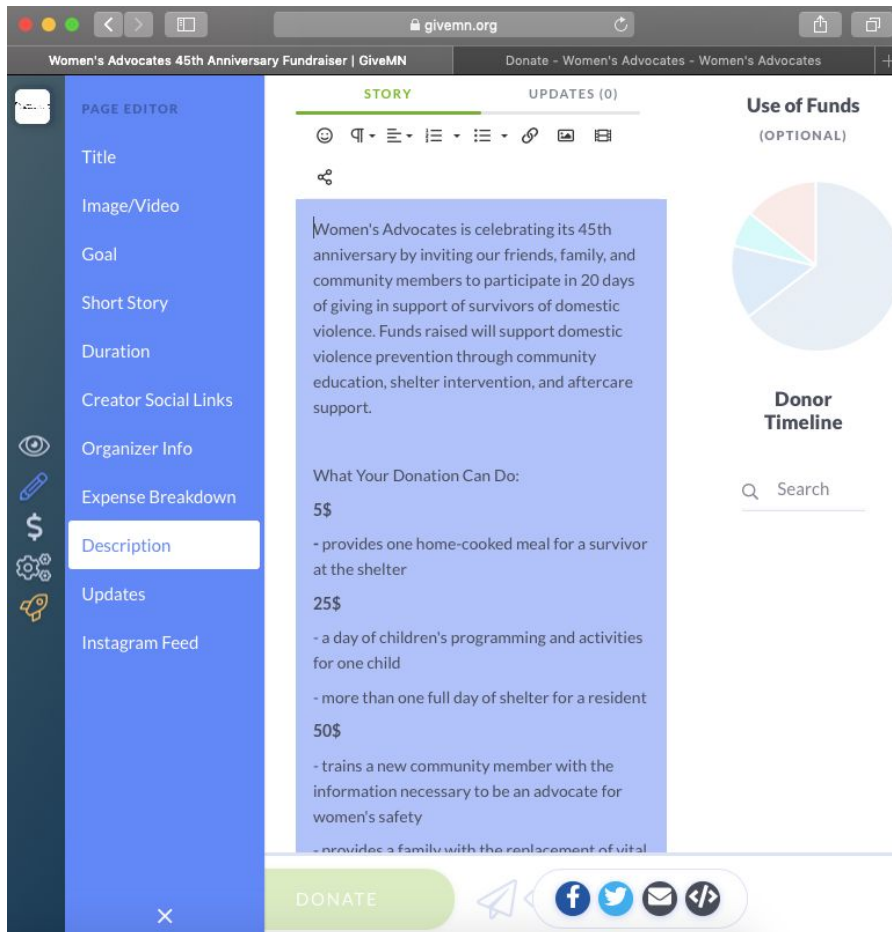 givemn.org
Women's Advocates 45th Anniversary Fundraiser | GiveMN
Donate - Women's Advocates - Women's Advocates
PAGE EDITOR
Title
Image/Video
Goal
Short Story
Duration
Creator Social Links
Organizer Info
Expense Breakdown
Description
Updates
Instagram Feed
STORY
UPDATES (0)
Women's Advocates is celebrating its 45th
anniversary by inviting our friends, family, and
community members to participate in 20 days
of giving in support of survivors of domestic
violence. Funds raised will support domestic
violence prevention through community
education, shelter intervention, and aftercare
support.
What Your Donation Can Do:
5$
- provides one home-cooked meal for a survivor
at the shelter
25$
- a day of children's programming and activities
for one child
- more than one full day of shelter for a resident
50$
- trains a new community member with the
information necessary to be an advocate for
women's safety
- provides a family with the replacement of vital
Use of Funds
(OPTIONAL)
Donor
Timeline
Search
DONATE